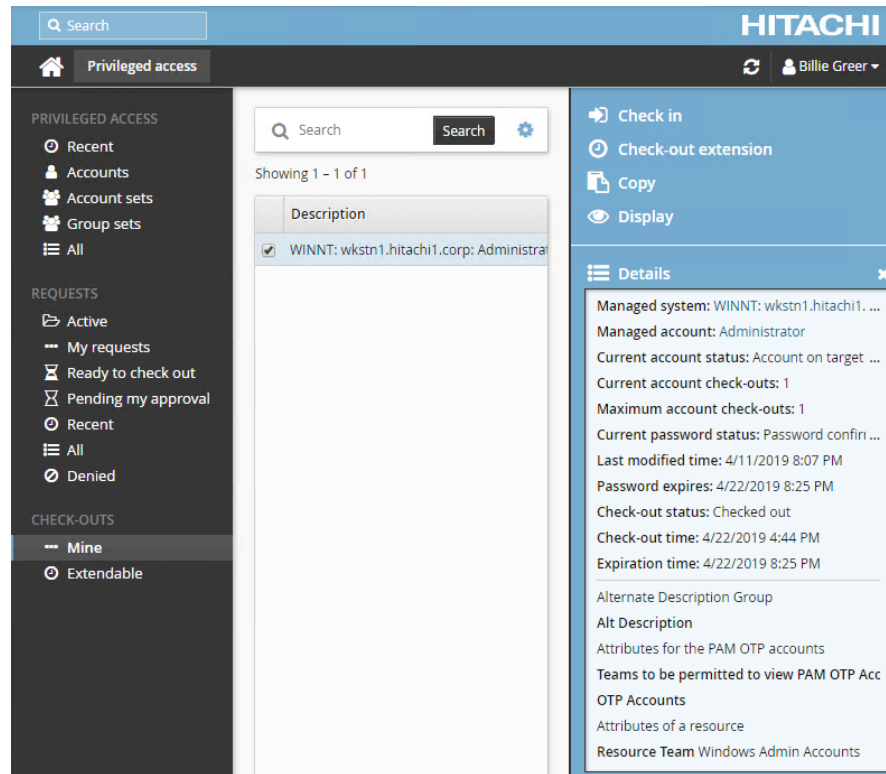 Search
HITACHI
Privileged access
Billie Greer
PRIVILEGED ACCESS
Recent
Accounts
Account sets
Group sets
All
REQUESTS
Active
My requests
Ready to check out
Pending my approval
Recent
All
Denied
CHECK-OUTS
Mine
Extendable
Search
Search
Showing 1 – 1 of 1
Description
WINNT: wkstn1.hitachi1.corp: Administrat
Check in
Check-out extension
Copy
Display
Details
Managed system: WINNT: wkstn1.hitachi1. ...
Managed account: Administrator
Current account status: Account on target ...
Current account check-outs: 1
Maximum account check-outs: 1
Current password status: Password confirm ...
Last modified time: 4/11/2019 8:07 PM
Password expires: 4/22/2019 8:25 PM
Check-out status: Checked out
Check-out time: 4/22/2019 4:44 PM
Expiration time: 4/22/2019 8:25 PM
Alternate Description Group
Alt Description
Attributes for the PAM OTP accounts
Teams to be permitted to view PAM OTP Acc
OTP Accounts
Attributes of a resource
Resource Team Windows Admin Accounts